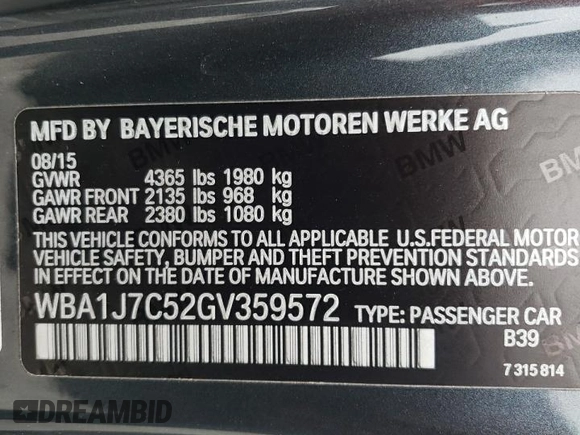 MFD BY BAYERISCHE MOTOREN WERKE AG
08/15
GVWR 4365 lbs 1980 kg
GAWR FRONT 2135 lbs 968 kg
GAWR REAR 2380 lbs 1080 kg
THIS VEHICLE CONFORMS TO ALL APPLICABLE U.S.FEDERAL MOTOR
VEHICLE SAFETY, BUMPER AND THEFT PREVENTION STANDARDS
IN EFFECT ON THE DATE OF MANUFACTURE SHOWN ABOVE.
WBA1J7C52GV359572 TYPE: PASSENGER CAR
B39
7 315 814
DREAMBID
BMW
BMW
BMW